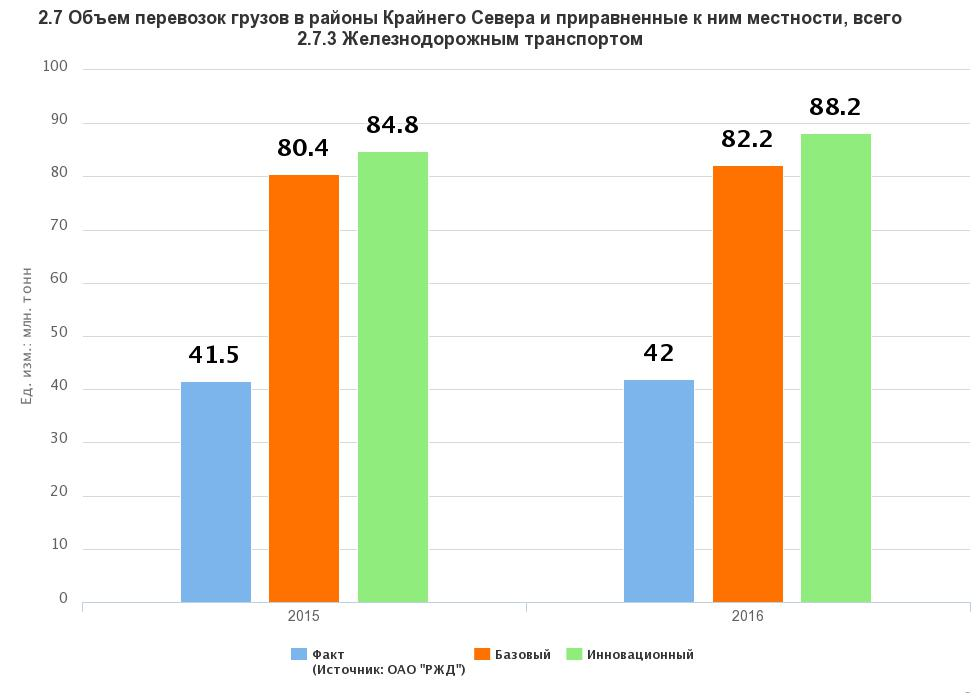 2.7 Объем перевозок грузов в районы Крайнего Севера и приравненные к ним местности, всего
2.7.3 Железнодорожным транспортом
Ед. изм.: млн. тонн
100
90
80
70
60
50
40
30
20
10
0
41.5
80.4
84.8
42
82.2
88.2
2015
2016
Факт
(Источник: ОАО "РЖД")
Базовый
Инновационный